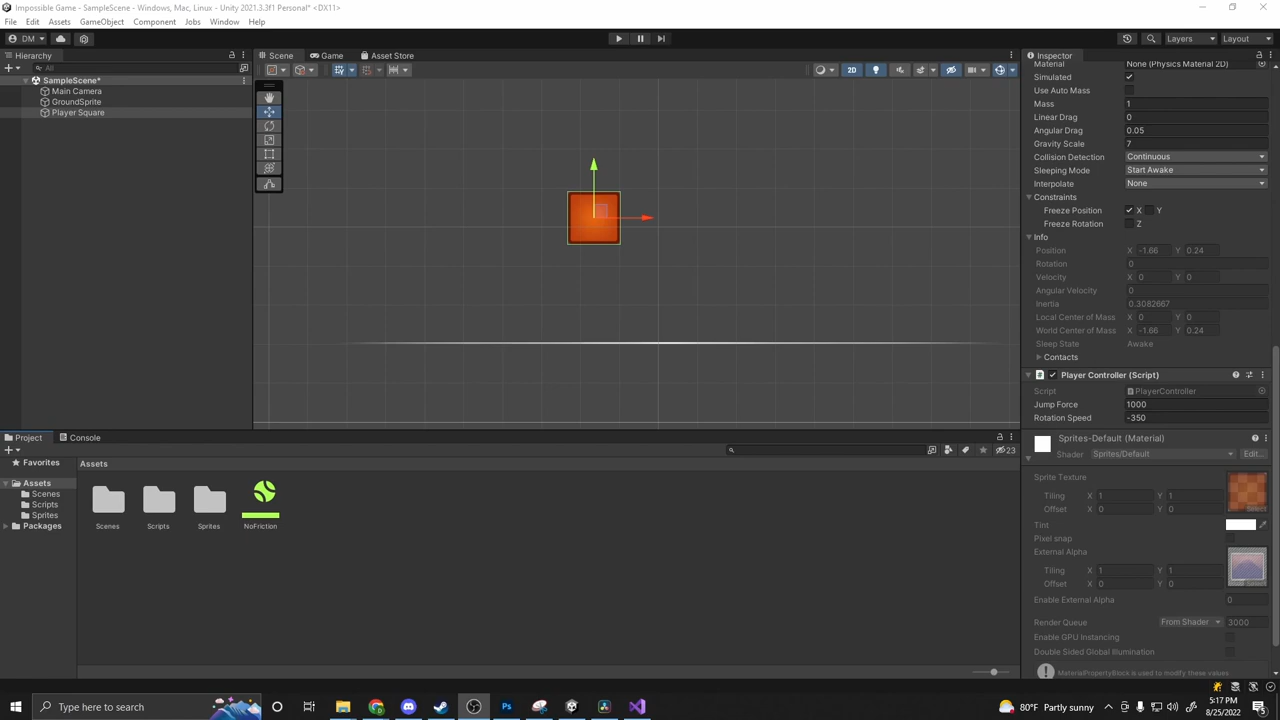 Impossible Game - SampleScene - Windows, Mac, Linux - Unity 2021.3.3f1 Personal* <DX11>
File Edit Assets GameObject Component Jobs Window Help
DM Layers Layout
Hierarchy Scene Game Asset Store Inspector
All 2D
SampleScene*
Main Camera
GroundSprite
Player Square
Material None (Physics Material 2D)
Simulated
Use Auto Mass
Mass 1
Linear Drag 0
Angular Drag 0.05
Gravity Scale 7
Collision Detection Continuous
Sleeping Mode Start Awake
Interpolate None
Constraints
Freeze Position X Y
Freeze Rotation Z
Info
Position X -1.66 Y 0.24
Rotation 0
Velocity X 0 Y 0
Angular Velocity 0
Inertia 0.3082667
Local Center of Mass X 0 Y 0
World Center of Mass X -1.66 Y 0.24
Sleep State Awake
Contacts
# Player Controller (Script)
Script PlayerController
Jump Force 1000
Rotation Speed -350
Sprites-Default (Material)
Shader Sprites/Default Edit...
Sprite Texture
Tiling X 1 Y 1
Offset X 0 Y 0
Select
Tint
Pixel snap
External Alpha
Tiling X 1 Y 1
Offset X 0 Y 0
Select
Enable External Alpha 0
Render Queue From Shader 3000
Enable GPU Instancing
Double Sided Global Illumination
MaterialPropertyBlock is used to modify these values
Project Console
23
Favorites
Assets
Scenes
Scripts
Sprites
Packages
Assets
Scenes Scripts Sprites NoFriction
Type here to search
Ps
80°F Partly sunny
5:17 PM
8/25/2022